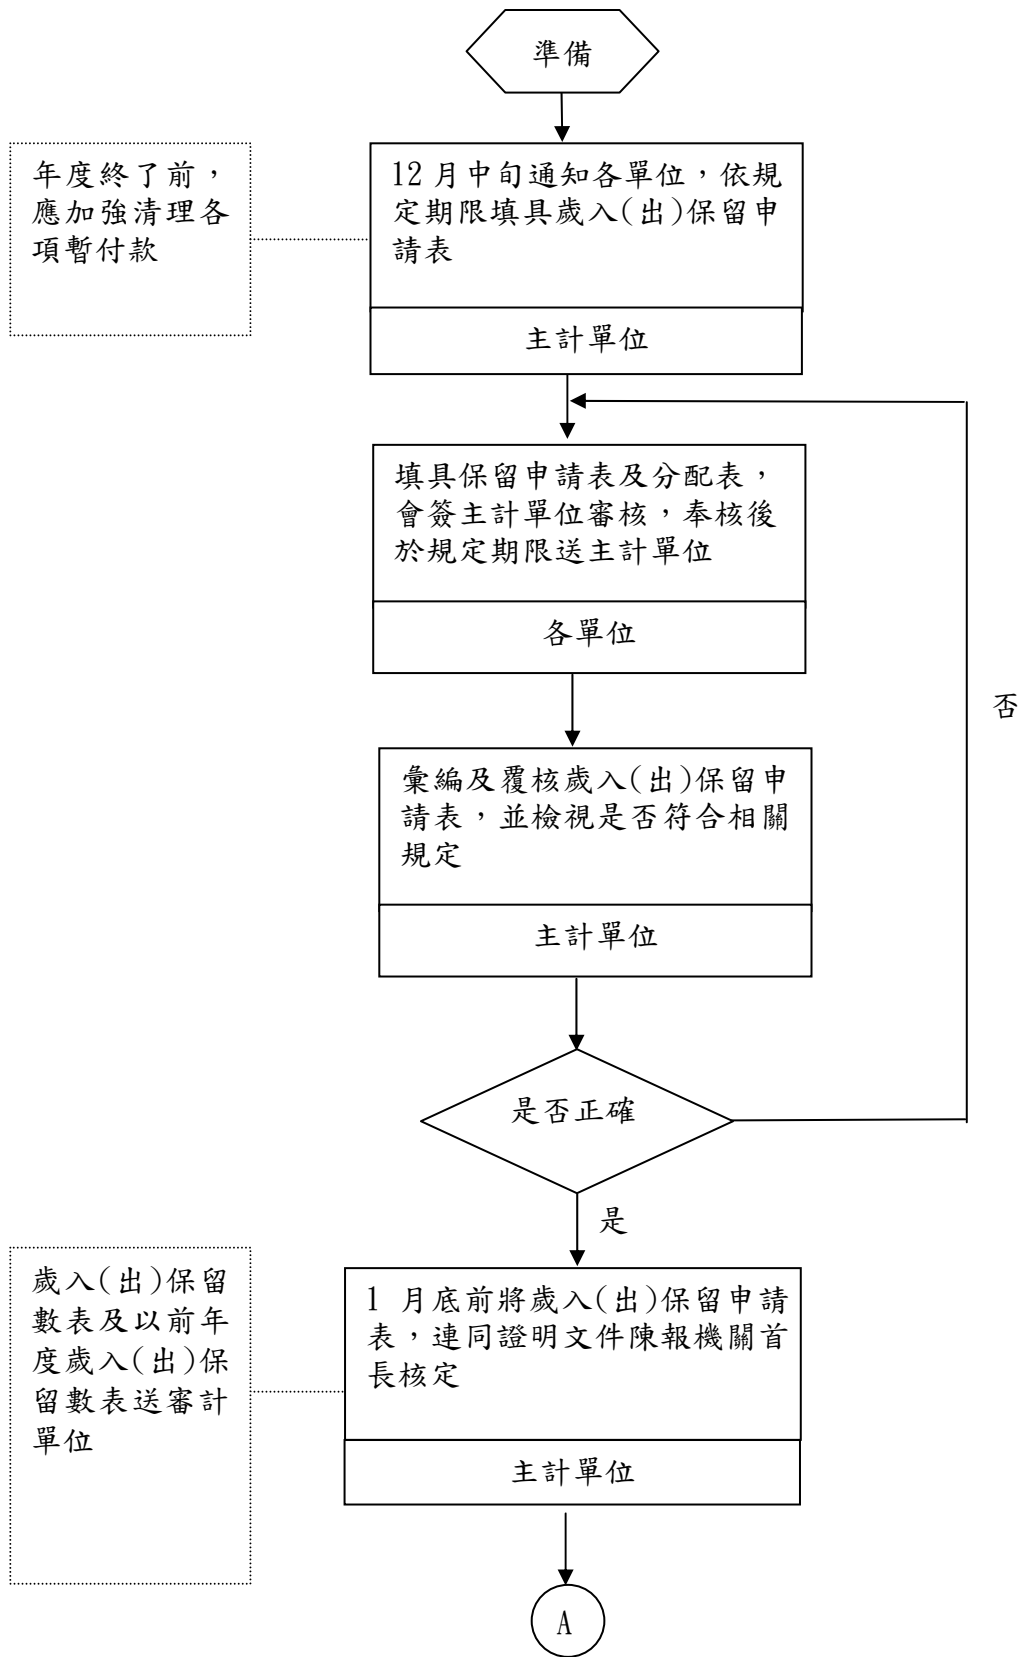 準備
年度終了前，
應加強清理各
項暫付款
12月中旬通知各單位，依規
定期限填具歲入(出)保留申
請表
主計單位
填具保留申請表及分配表，
會簽主計單位審核，奉核後
於規定期限送主計單位
各單位
否
彙編及覆核歲入(出)保留申
請表，並檢視是否符合相關
規定
主計單位
是否正確
是
歲入(出)保留
數表及以前年
度歲入(出)保
留數表送審計
單位
1 月底前將歲入(出)保留申請
表，連同證明文件陳報機關首
長核定
主計單位
A